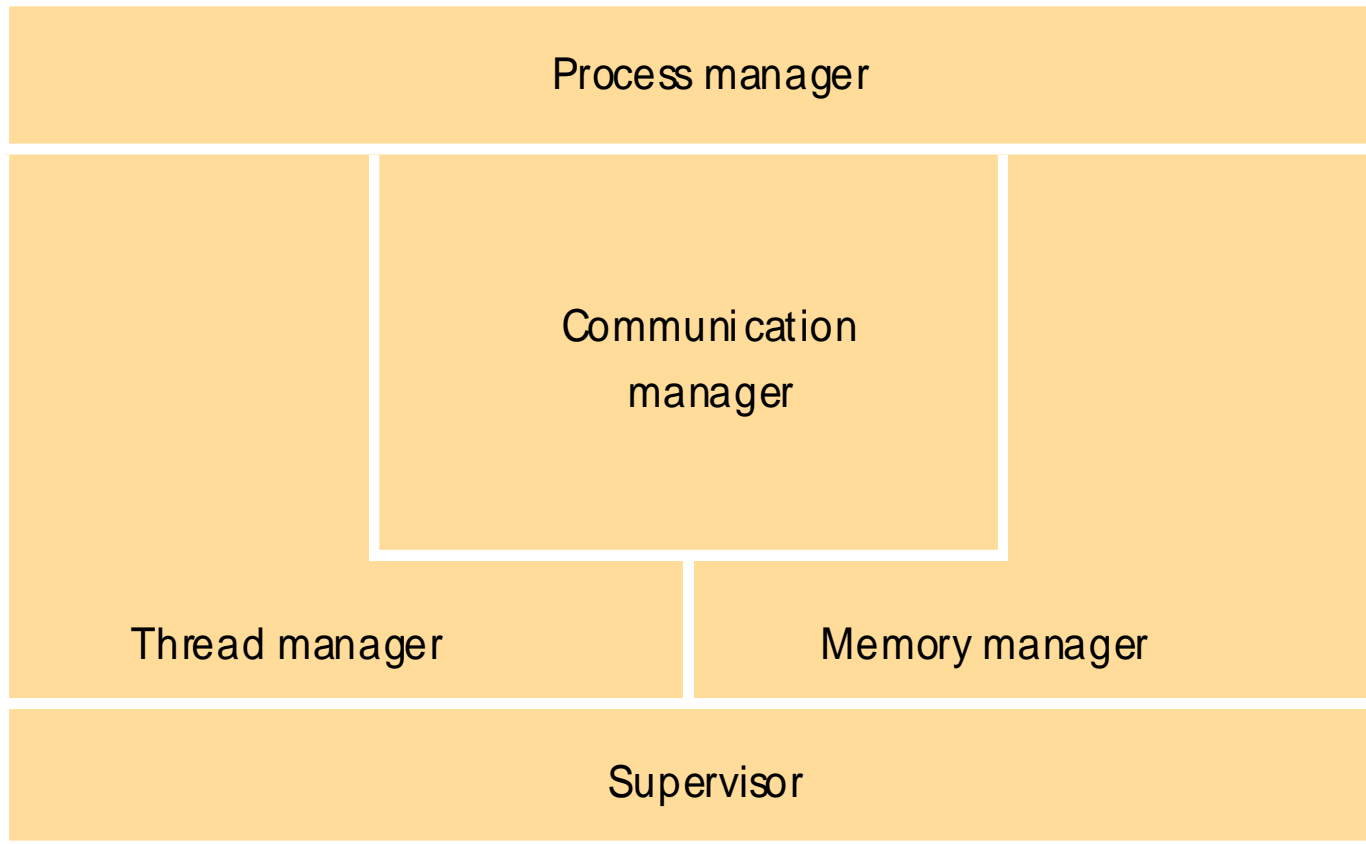 Process manager
Communication
manager
Thread manager
Memory manager
Supervisor